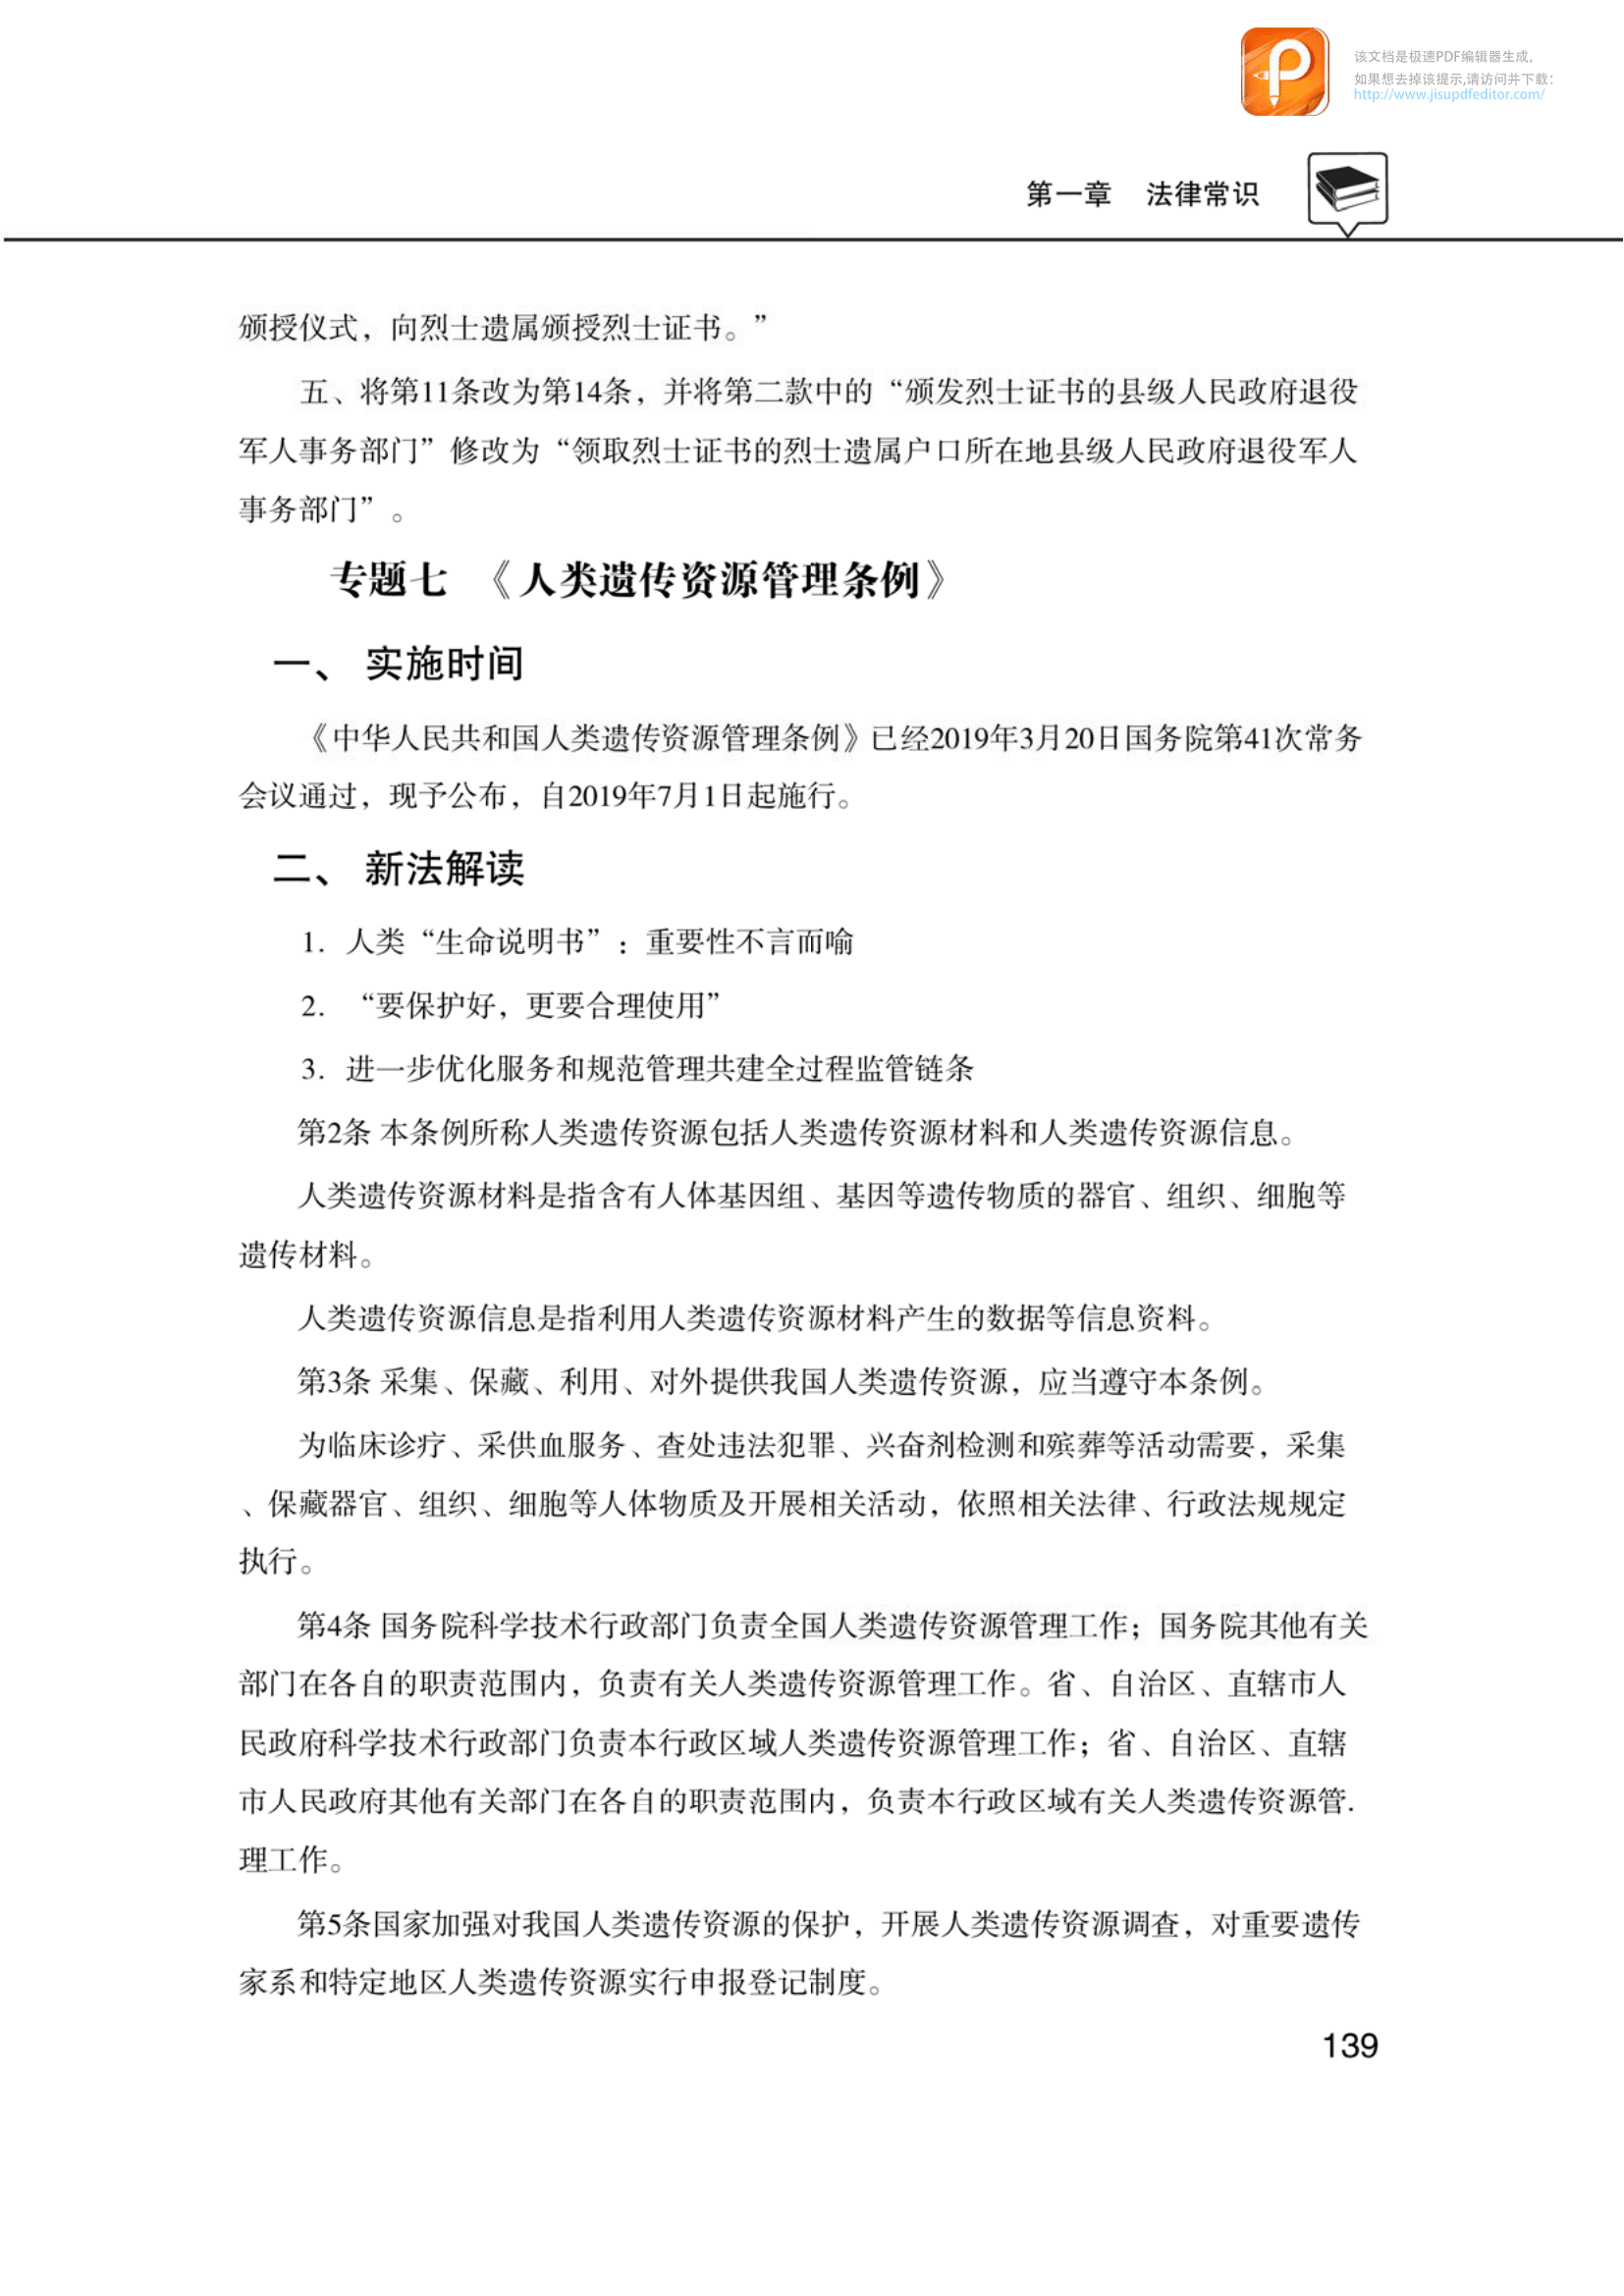 该文档是极速PDF编辑器生成，
如果想去掉该提示,请访问并下载：
http://www.jisupdfeditor.com/
第一章 法律常识
颁授仪式，向烈士遗属颁授烈士证书。”
五、将第11条改为第14条，并将第二款中的“颁发烈士证书的县级人民政府退役
军人事务部门”修改为“领取烈士证书的烈士遗属户口所在地县级人民政府退役军人
事务部门”。
专题七 《人类遗传资源管理条例》
一、 实施时间
《中华人民共和国人类遗传资源管理条例》已经2019年3月20日国务院第41次常务
会议通过，现予公布，自2019年7月1日起施行。
二、 新法解读
1. 人类“生命说明书”：重要性不言而喻
2. “要保护好，更要合理使用”
3. 进一步优化服务和规范管理共建全过程监管链条
第2条 本条例所称人类遗传资源包括人类遗传资源材料和人类遗传资源信息。
人类遗传资源材料是指含有人体基因组、基因等遗传物质的器官、组织、细胞等
遗传材料。
人类遗传资源信息是指利用人类遗传资源材料产生的数据等信息资料。
第3条 采集、保藏、利用、对外提供我国人类遗传资源，应当遵守本条例。
为临床诊疗、采供血服务、查处违法犯罪、兴奋剂检测和殡葬等活动需要，采集
、保藏器官、组织、细胞等人体物质及开展相关活动，依照相关法律、行政法规规定
执行。
第4条 国务院科学技术行政部门负责全国人类遗传资源管理工作；国务院其他有关
部门在各自的职责范围内，负责有关人类遗传资源管理工作。省、自治区、直辖市人
民政府科学技术行政部门负责本行政区域人类遗传资源管理工作；省、自治区、直辖
市人民政府其他有关部门在各自的职责范围内，负责本行政区域有关人类遗传资源管.
理工作。
第5条国家加强对我国人类遗传资源的保护，开展人类遗传资源调查，对重要遗传
家系和特定地区人类遗传资源实行申报登记制度。
139